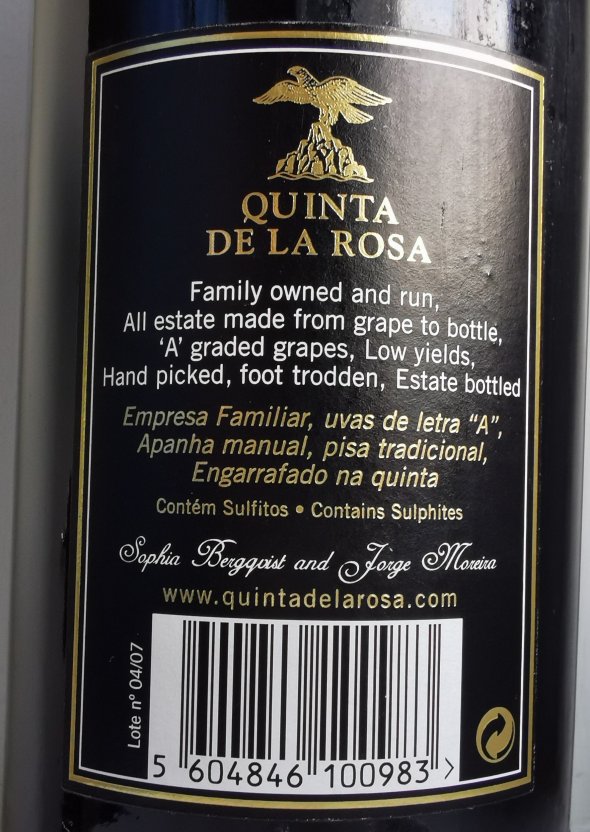 QUINTA
DE LA ROSA
Family owned and run,
All estate made from grape to bottle,
‘A’ graded grapes, Low yields,
Hand picked, foot trodden, Estate bottled
Empresa Familiar, uvas de letra “A”,
Apanha manual, pisa tradicional,
Engarrafado na quinta
Contém Sulfitos • Contains Sulphites
Sophia Bergqvist and Jorge Moreira
www.quintadelarosa.com
Lote nº 04/07
5 604846 100983 >